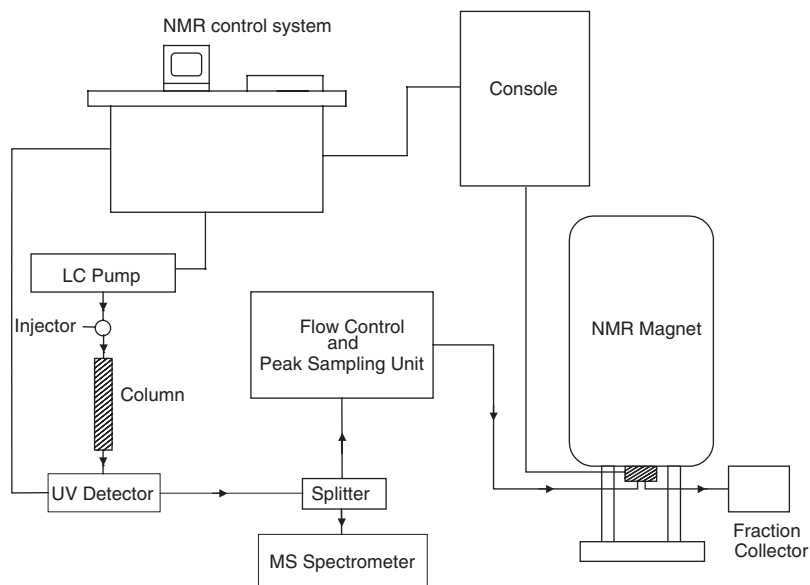 NMR control system
Console
LC Pump
Injector
Flow Control
and
Peak Sampling Unit
NMR Magnet
Column
UV Detector
Splitter
MS Spectrometer
Fraction
Collector